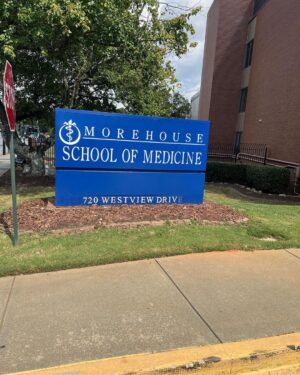 MOREHOUSE
SCHOOL OF MEDICINE
720 WESTVIEW DRIVE